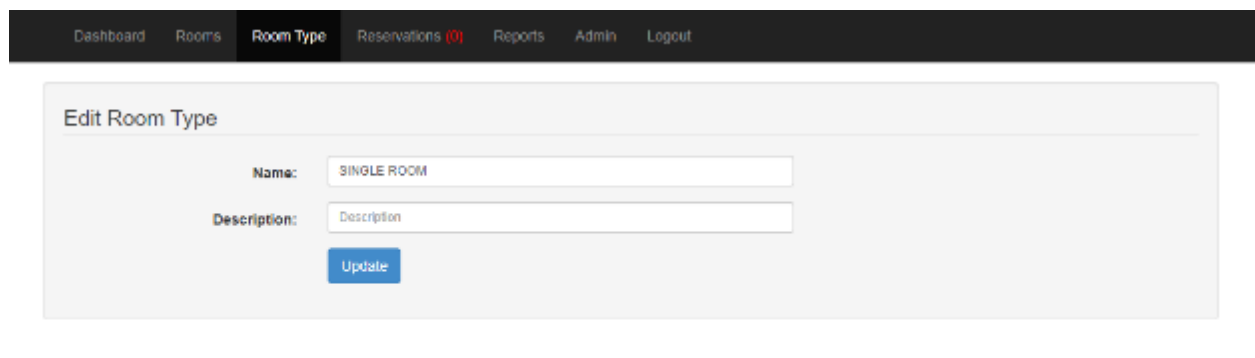 Dashboard Rooms Room Type Reservations (0) Reports Admin Logout
Edit Room Type
Name: SINGLE ROOM
Description: Description
Update